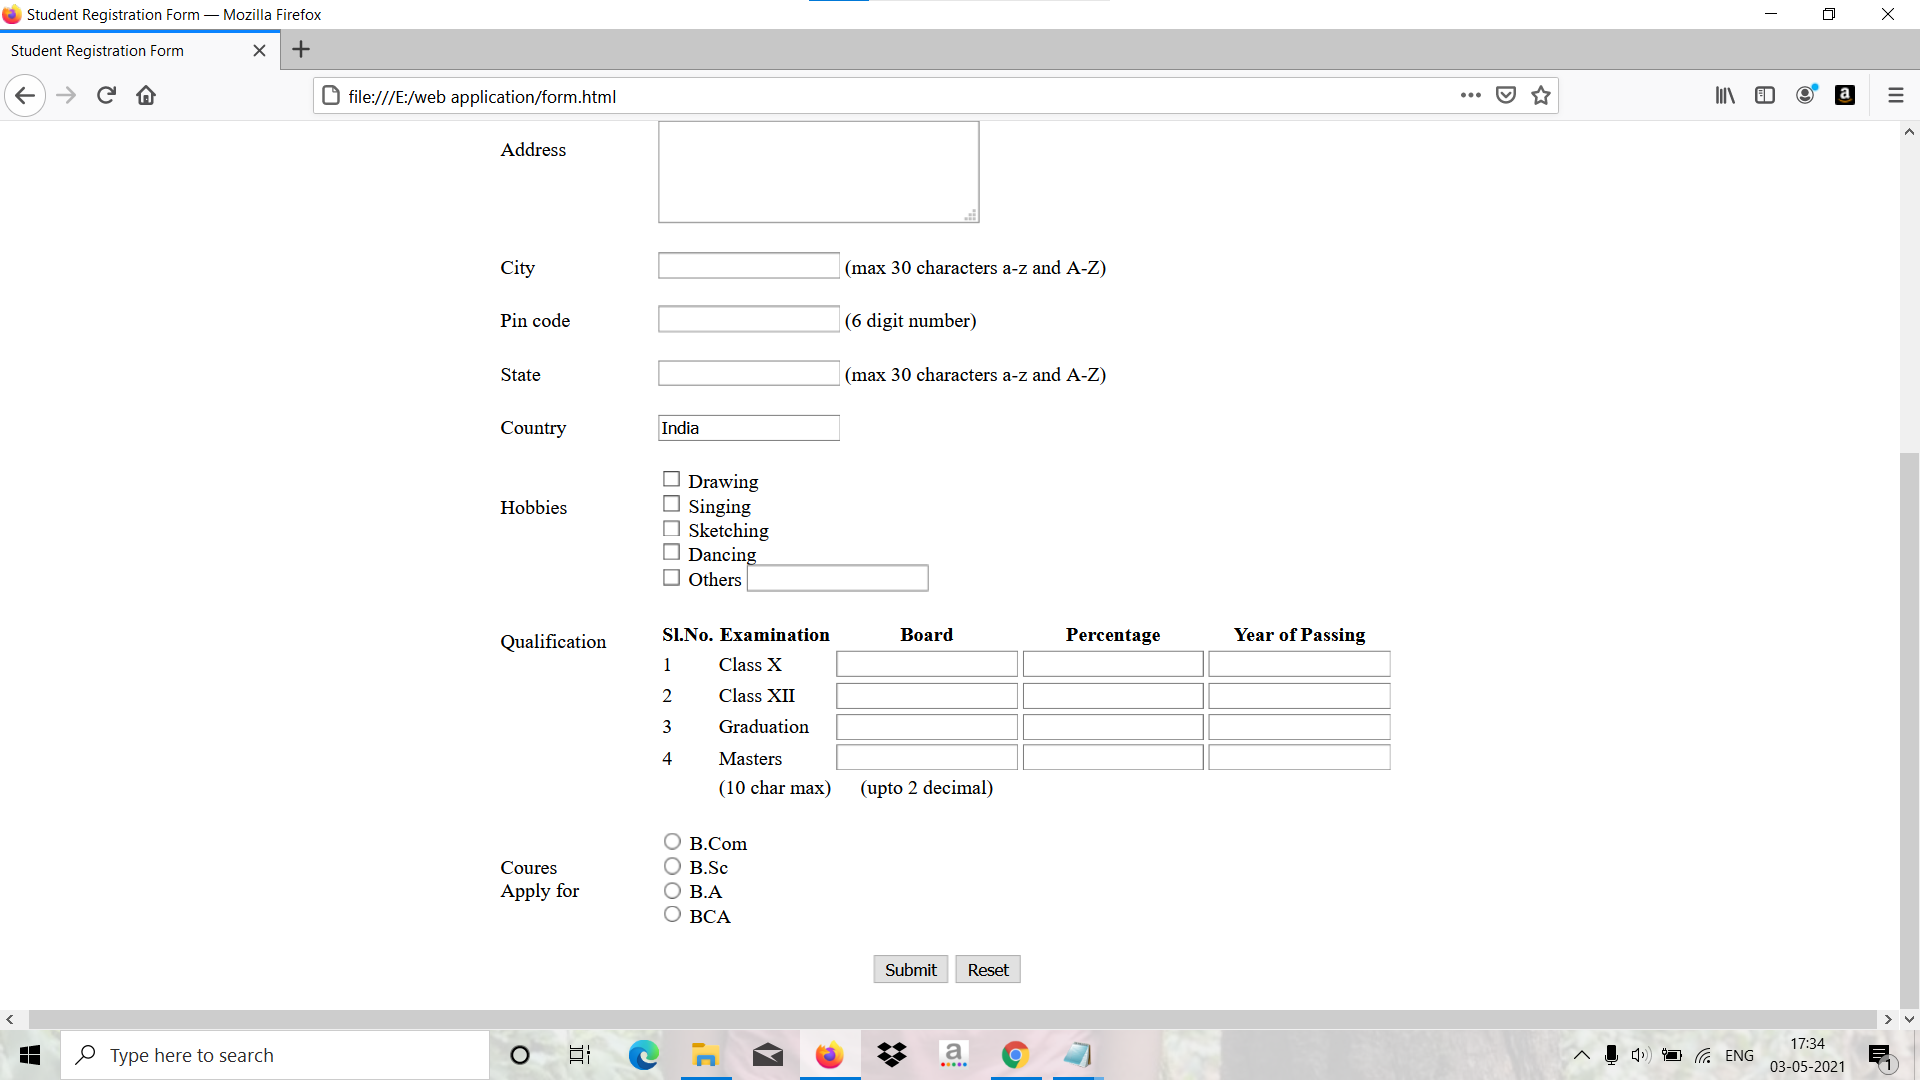 Student Registration Form — Mozilla Firefox
Student Registration Form
file:///E:/web application/form.html
Address
City (max 30 characters a-z and A-Z)
Pin code (6 digit number)
State (max 30 characters a-z and A-Z)
Country India
Drawing
Hobbies Singing
Sketching
Dancing
Others
Qualification Sl.No. Examination Board Percentage Year of Passing
1 Class X
2 Class XII
3 Graduation
4 Masters
(10 char max) (upto 2 decimal)
B.Com
Coures B.Sc
Apply for B.A
BCA
Submit Reset
Type here to search
a
ENG
17:34
03-05-2021
1